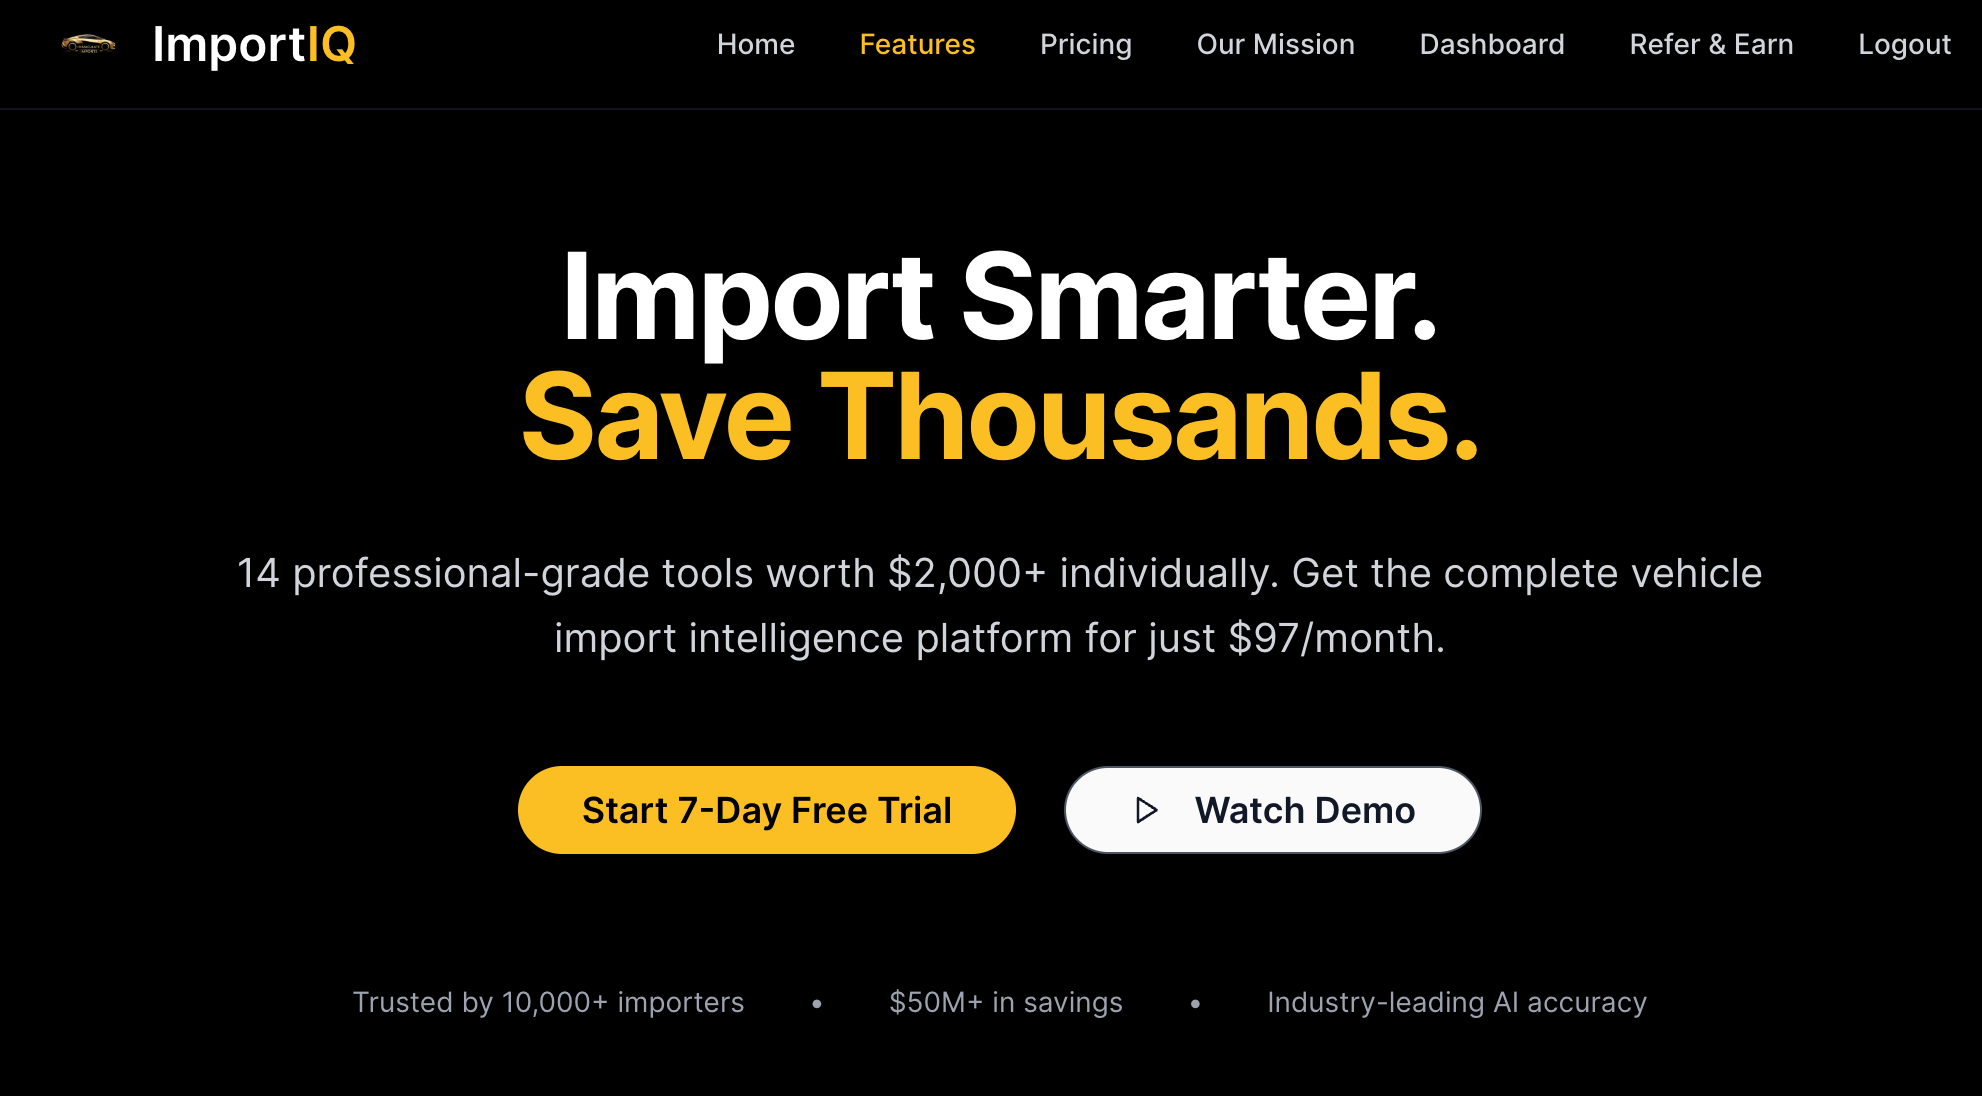 ImportIQ
Home
Features
Pricing
Our Mission
Dashboard
Refer & Earn
Logout
Import Smarter.
Save Thousands.
14 professional-grade tools worth $2,000+ individually. Get the complete vehicle
import intelligence platform for just $97/month.
Start 7-Day Free Trial
Watch Demo
Trusted by 10,000+ importers • $50M+ in savings • Industry-leading AI accuracy